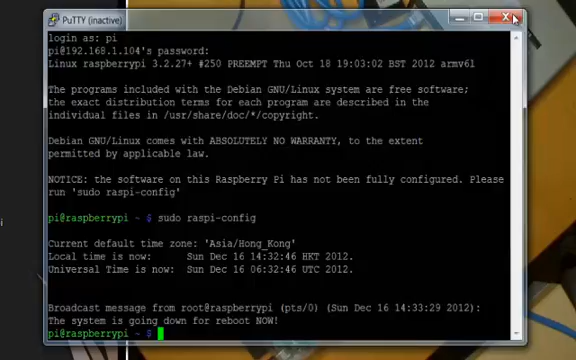 PuTTY (inactive)
login as: pi
pi@192.168.1.104's password:
Linux raspberrypi 3.2.27+ #250 PREEMPT Thu Oct 18 19:03:02 BST 2012 armv6l
The programs included with the Debian GNU/Linux system are free software;
the exact distribution terms for each program are described in the
individual files in /usr/share/doc/*/copyright.
Debian GNU/Linux comes with ABSOLUTELY NO WARRANTY, to the extent
permitted by applicable law.
NOTICE: the software on this Raspberry Pi has not been fully configured. Please
run 'sudo raspi-config'
pi@raspberrypi ~ $ sudo raspi-config
Current default time zone: 'Asia/Hong_Kong'
Local time is now:      Sun Dec 16 14:32:46 HKT 2012.
Universal Time is now:  Sun Dec 16 06:32:46 UTC 2012.
Broadcast message from root@raspberrypi (pts/0) (Sun Dec 16 14:33:29 2012):
The system is going down for reboot NOW!
pi@raspberrypi ~ $